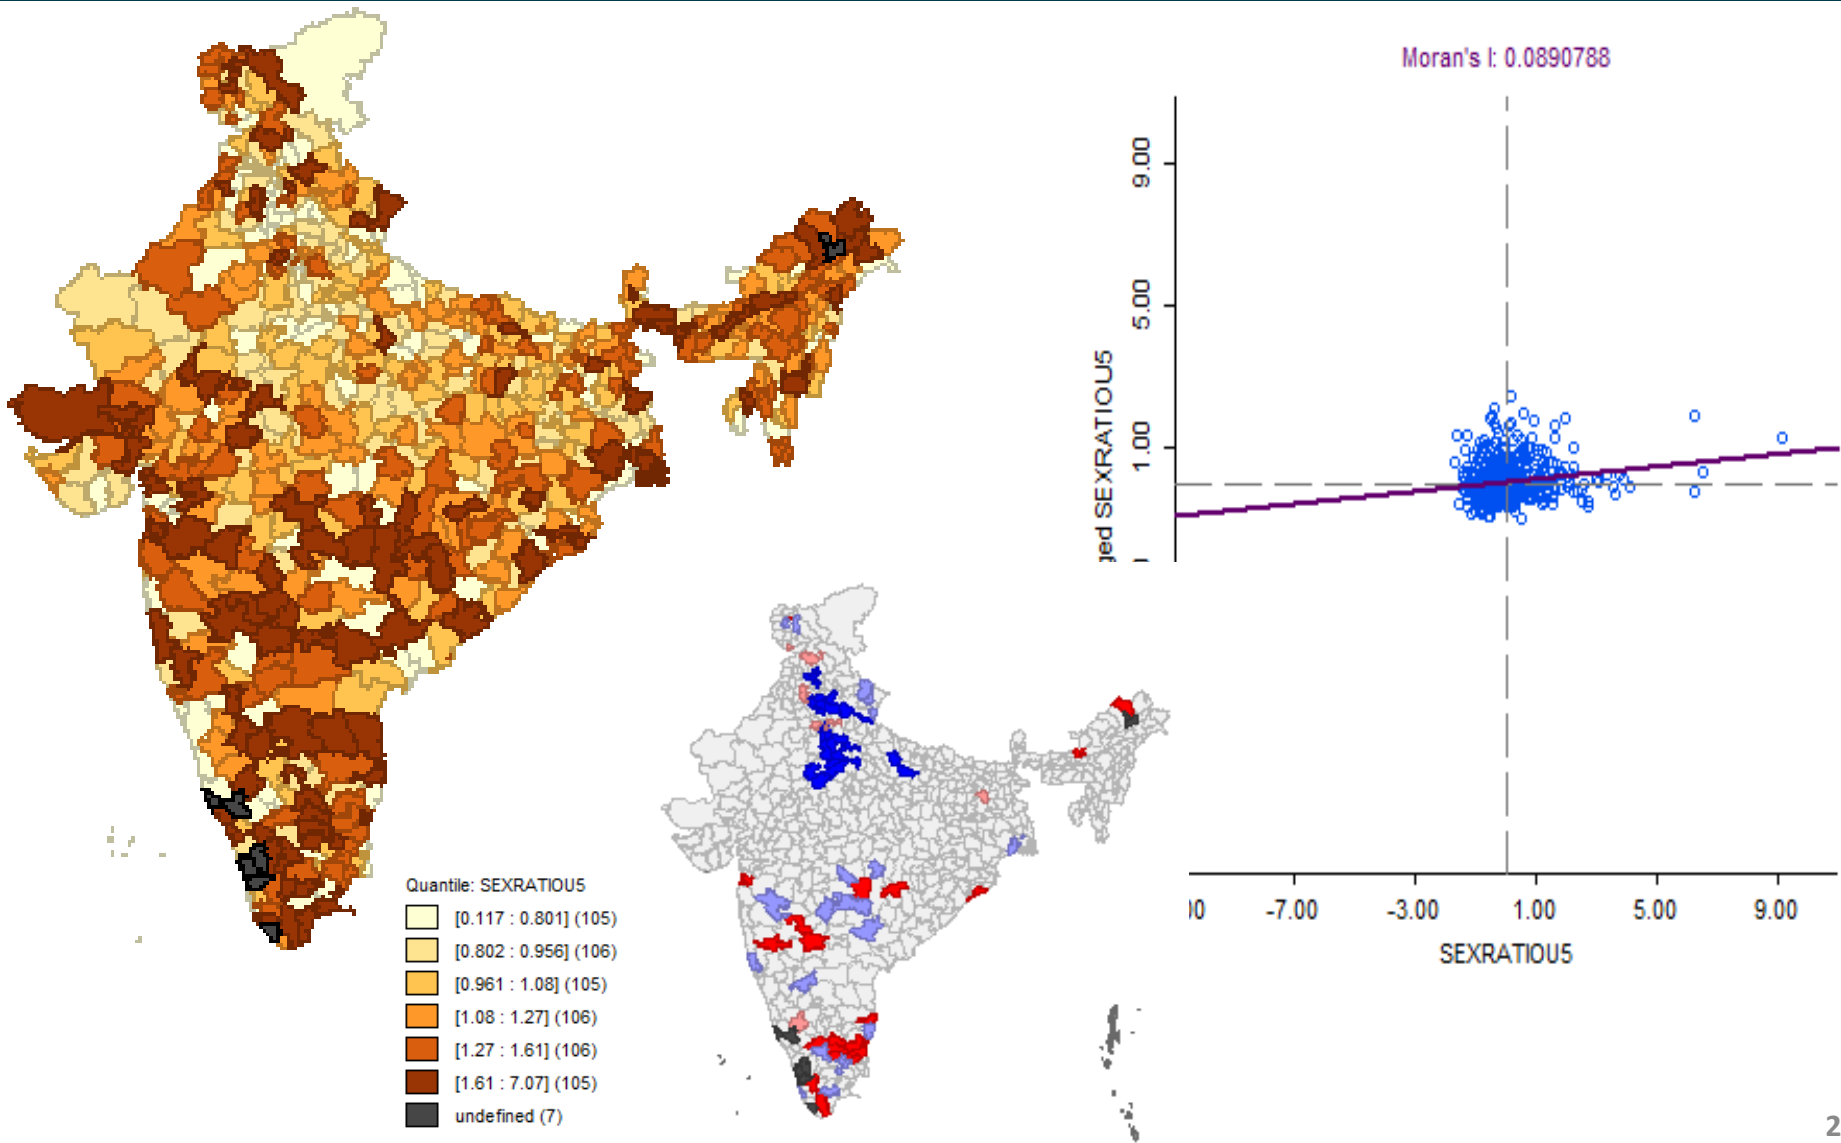 Moran's I: 0.0890788
9.00
5.00
1.00
ged SEXRATIOU5
00
-7.00
-3.00
1.00
5.00
9.00
SEXRATIOU5
Quantile: SEXRATIOU5
[0.117 : 0.801] (105)
[0.802 : 0.956] (106)
[0.961 : 1.08] (105)
[1.08 : 1.27] (106)
[1.27 : 1.61] (106)
[1.61 : 7.07] (105)
undefined (7)
2